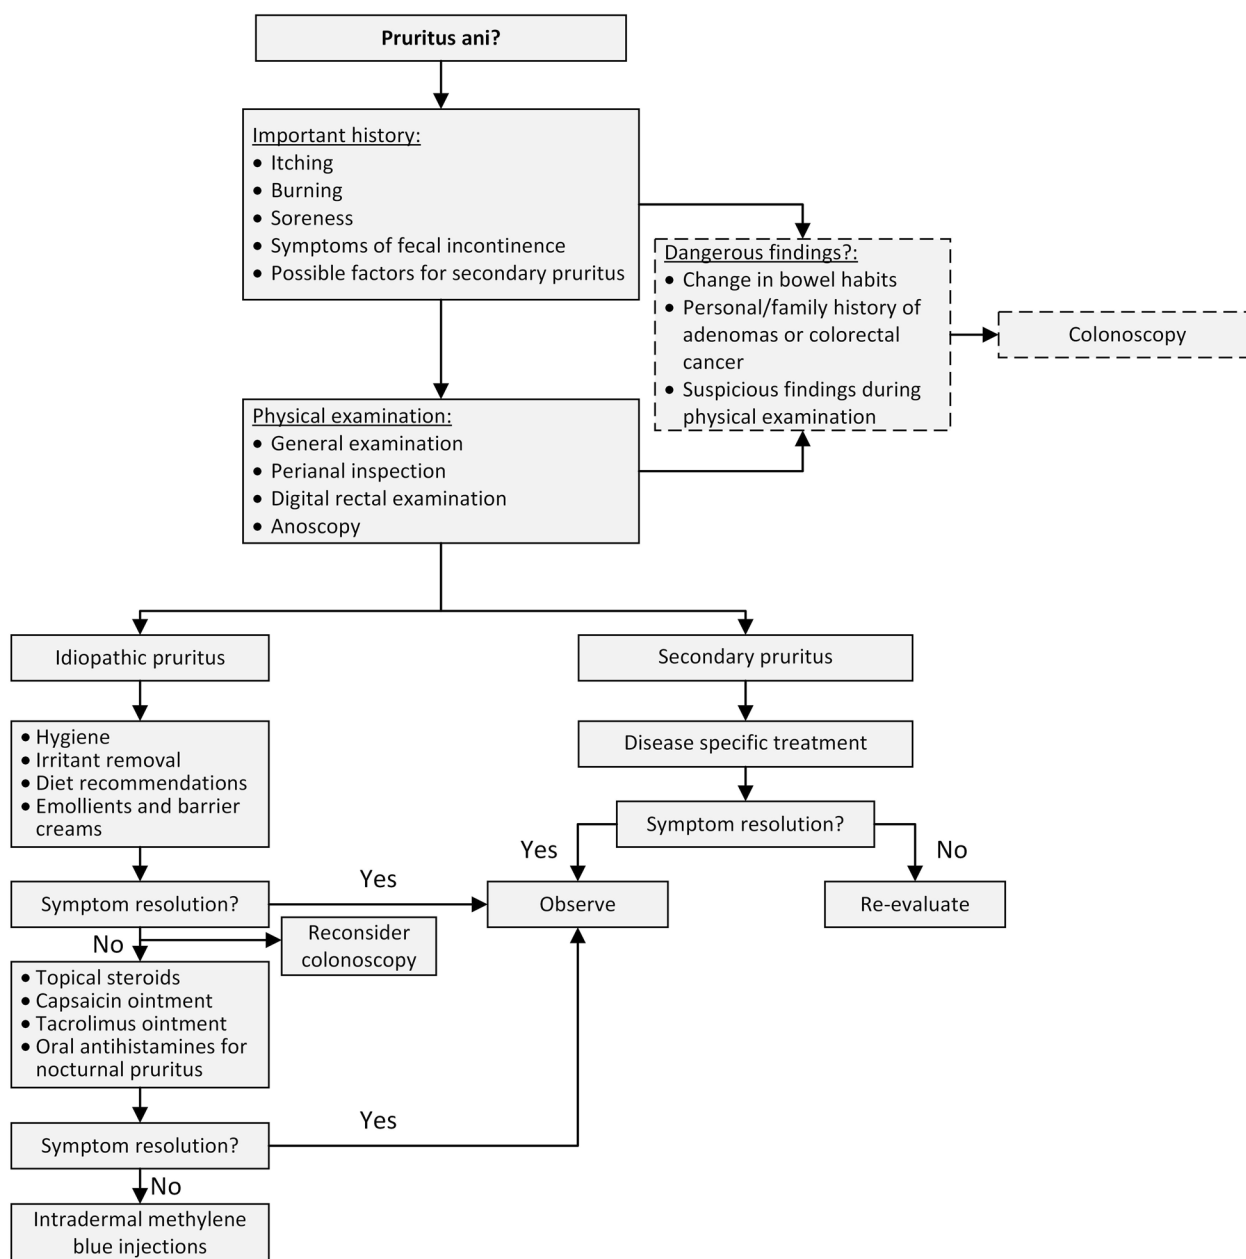 Pruritus ani?
Important history:
• Itching
• Burning
• Soreness
• Symptoms of fecal incontinence
• Possible factors for secondary pruritus
Dangerous findings?:
• Change in bowel habits
• Personal/family history of
adenomas or colorectal
cancer
• Suspicious findings during
physical examination
Colonoscopy
Physical examination:
• General examination
• Perianal inspection
• Digital rectal examination
• Anoscopy
Idiopathic pruritus
Secondary pruritus
• Hygiene
• Irritant removal
• Diet recommendations
• Emollients and barrier
creams
Disease specific treatment
Symptom resolution?
Yes
No
Symptom resolution?
Yes
Observe
Re-evaluate
No
Reconsider
colonoscopy
• Topical steroids
• Capsaicin ointment
• Tacrolimus ointment
• Oral antihistamines for
nocturnal pruritus
Symptom resolution?
Yes
No
Intradermal methylene
blue injections